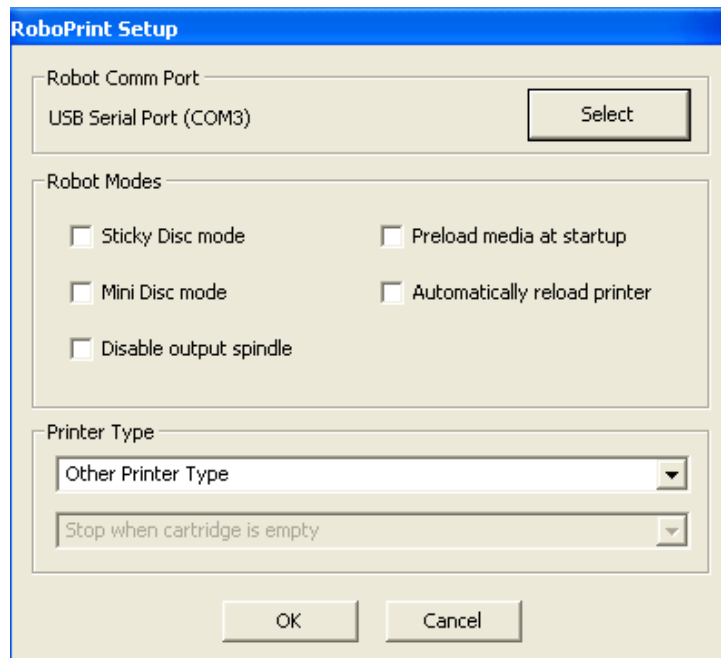 RoboPrint Setup
Robot Comm Port
USB Serial Port (COM3)
Select
Robot Modes
Sticky Disc mode
Preload media at startup
Mini Disc mode
Automatically reload printer
Disable output spindle
Printer Type
Other Printer Type
Stop when cartridge is empty
OK
Cancel